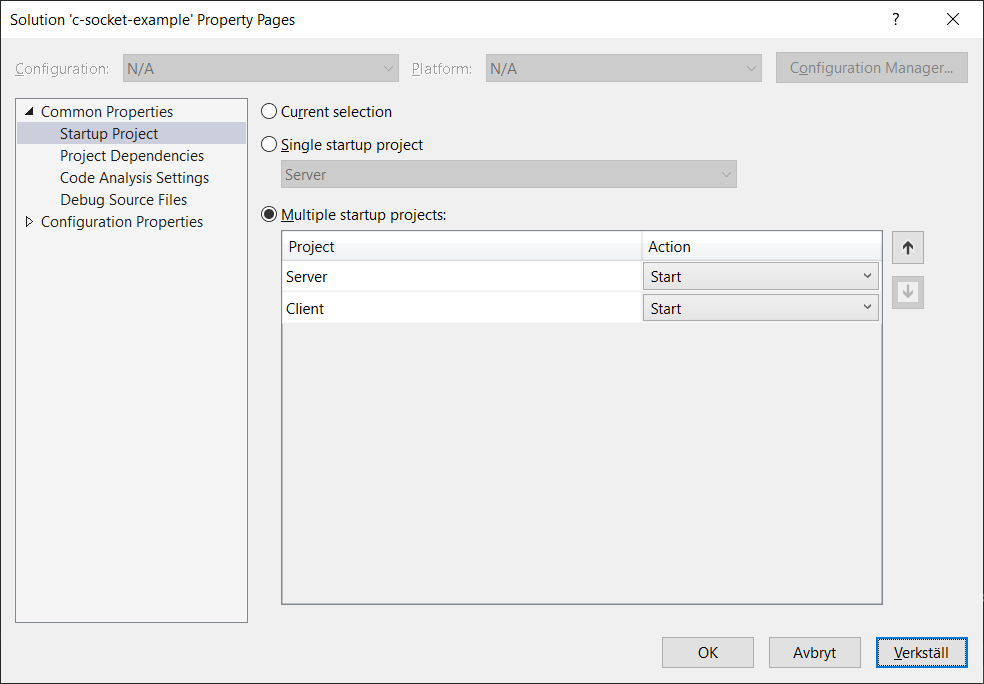 Solution 'c-socket-example' Property Pages
?
Configuration: N/A Platform: N/A Configuration Manager...
Common Properties
Startup Project
Project Dependencies
Code Analysis Settings
Debug Source Files
Configuration Properties
Current selection
Single startup project
Server
Multiple startup projects:
Project Action
Server Start
Client Start
OK Avbryt Verkställ